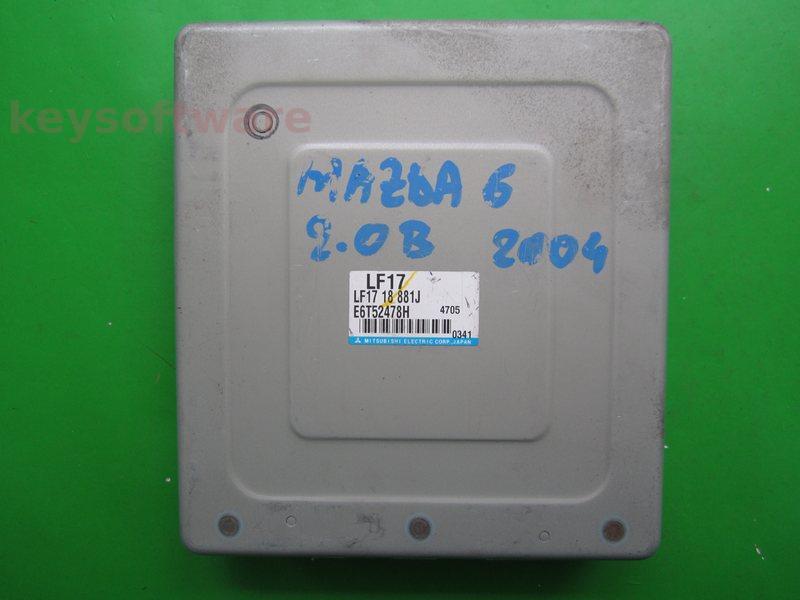 keysoftware
MAZDA 6
2.0B 2004
LF17
LF17 18 881J
E6T52478H 4705
0341
MITSUBISHI ELECTRIC CORP., JAPAN